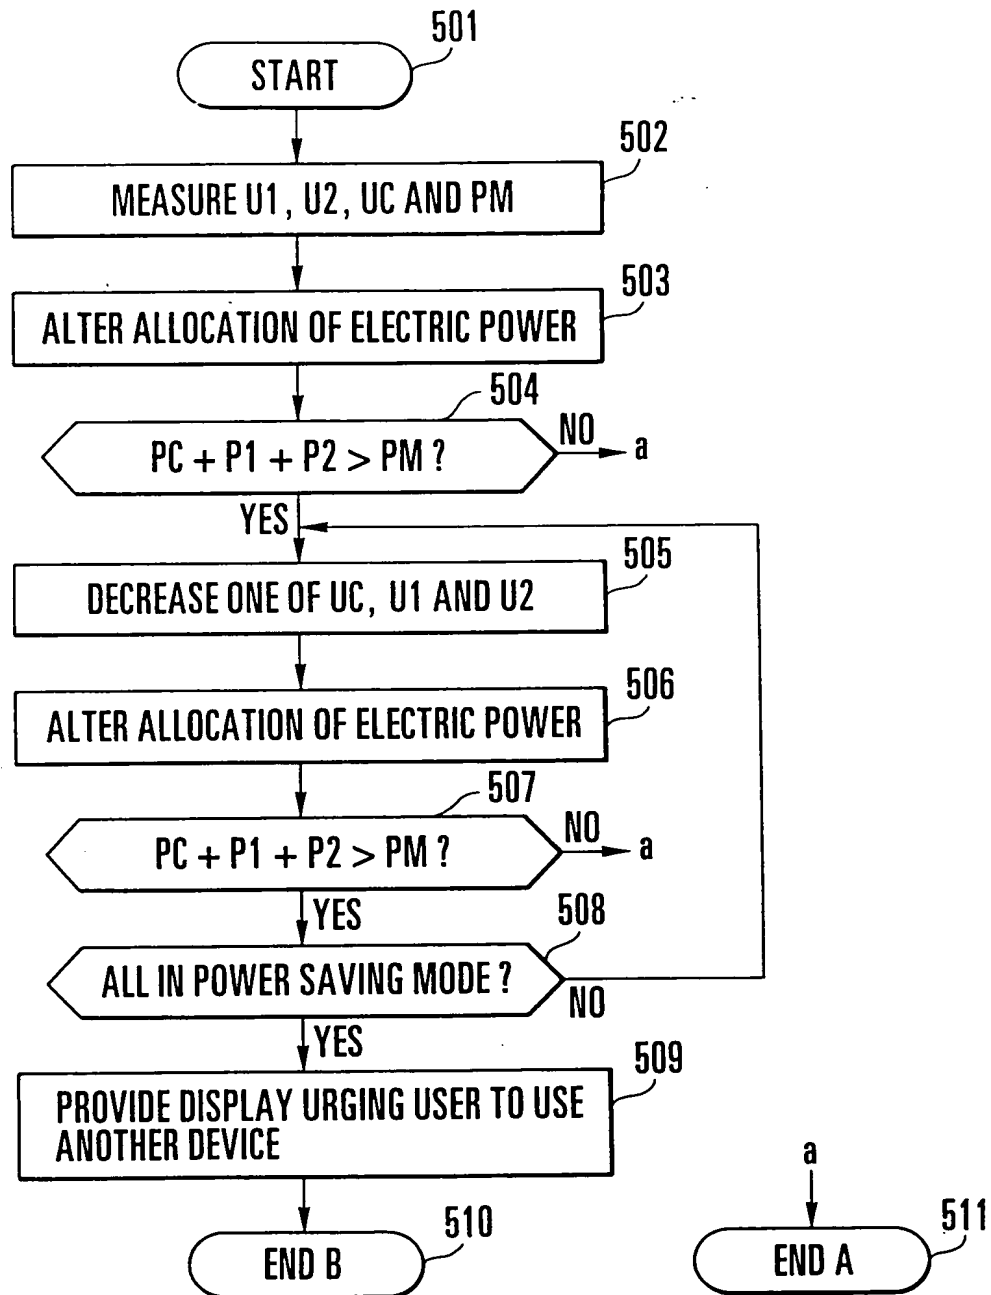 501
START
502
MEASURE U1, U2, UC AND PM
503
ALTER ALLOCATION OF ELECTRIC POWER
504
PC + P1 + P2 > PM ?
NO
a
YES
505
DECREASE ONE OF UC, U1 AND U2
506
ALTER ALLOCATION OF ELECTRIC POWER
507
PC + P1 + P2 > PM ?
NO
a
YES
508
ALL IN POWER SAVING MODE ?
NO
YES
509
PROVIDE DISPLAY URGING USER TO USE
ANOTHER DEVICE
510
END B
a
511
END A